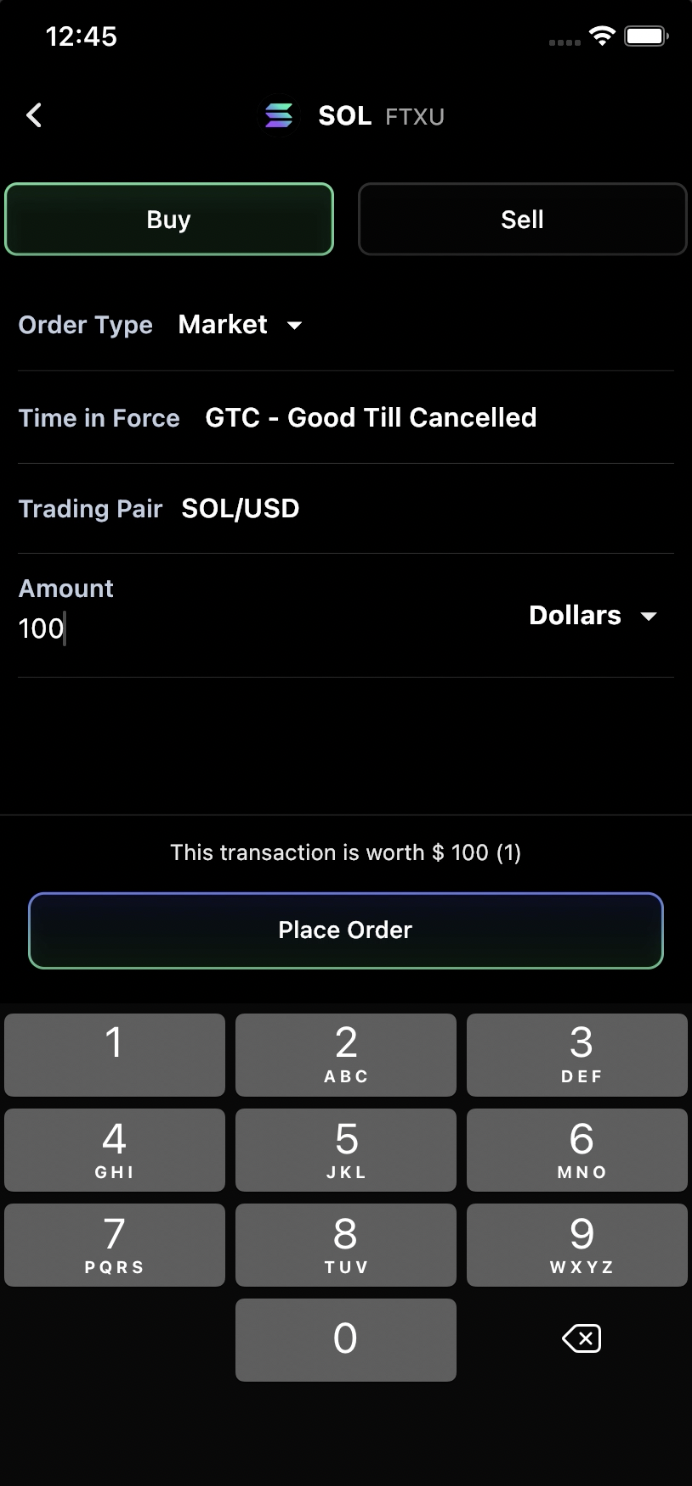 12:45
SOL FTXU
Buy Sell
Order Type Market
Time in Force GTC - Good Till Cancelled
Trading Pair SOL/USD
Amount
100
Dollars
This transaction is worth $ 100 (1)
Place Order
1 2 3
ABC DEF
4 5 6
GHI JKL MNO
7 8 9
PQRS TUV WXYZ
0